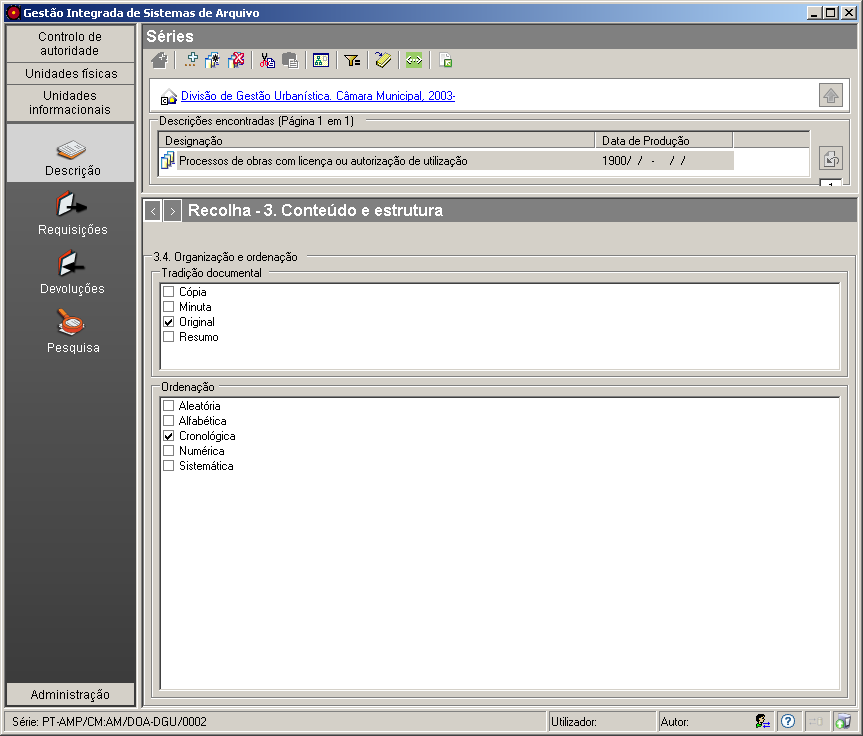 Gestão Integrada de Sistemas de Arquivo
Controlo de
autoridade
Unidades físicas
Unidades
informacionais
Descrição
Requisições
Devoluções
Pesquisa
Administração
Séries
Divisão de Gestão Urbanística. Câmara Municipal, 2003-
Descrições encontradas (Página 1 em 1)
Designação
Data de Produção
Processos de obras com licença ou autorização de utilização
1900/ / - / /
1
< > Recolha - 3. Conteúdo e estrutura
3.4. Organização e ordenação
Tradição documental
Cópia
Minuta
Original
Resumo
Ordenação
Aleatória
Alfabética
Cronológica
Numérica
Sistemática
Série: PT-AMP/CM:AM/DOA-DGU/0002
Utilizador:
Autor: